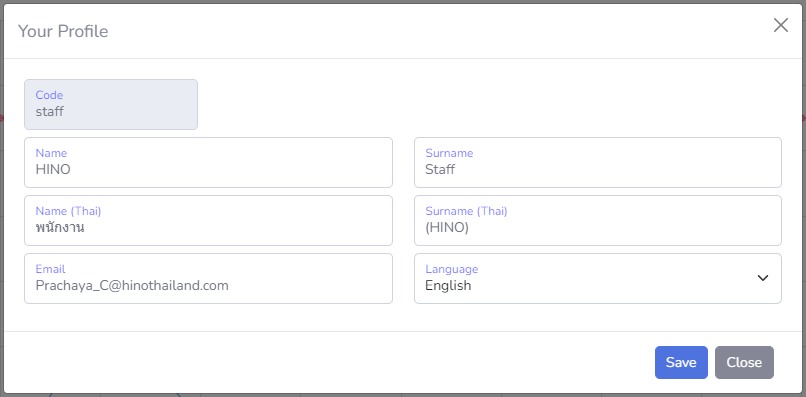 Your Profile
Code
staff
Name
HINO
Surname
Staff
Name (Thai)
พนักงาน
Surname (Thai)
(HINO)
Email
Prachaya_C@hinothailand.com
Language
English
Save
Close